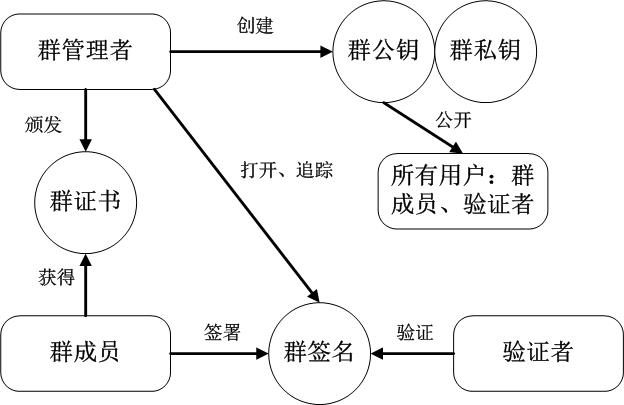 创建
群管理者
群公钥
群私钥
颁发
公开
打开、追踪
所有用户：群
成员、验证者
群证书
获得
签署
验证
群成员
群签名
验证者